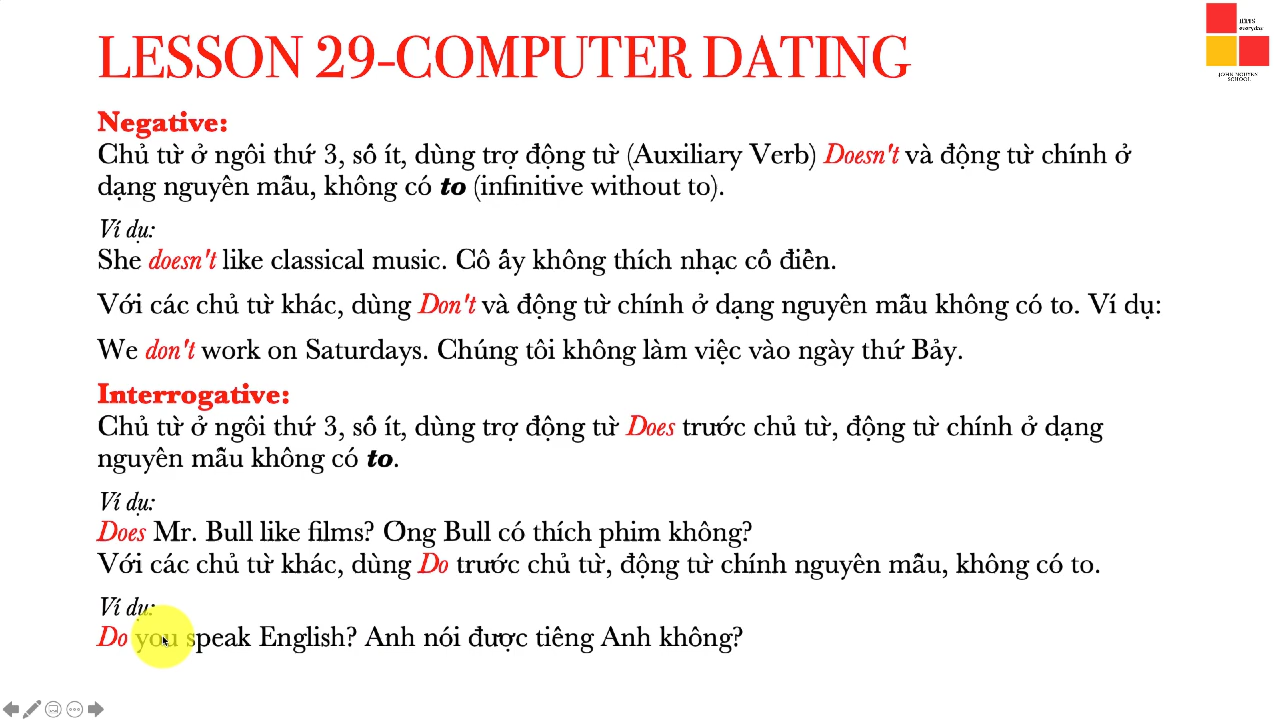 LESSON 29-COMPUTER DATING
IELTS
everyday
JOHN NGUYEN
SCHOOL
Negative:
Chủ từ ở ngôi thứ 3, số ít, dùng trợ động từ (Auxiliary Verb) Doesn't và động từ chính ở
dạng nguyên mẫu, không có to (infinitive without to).
Ví dụ:
She doesn't like classical music. Cô ấy không thích nhạc cổ điển.
Với các chủ từ khác, dùng Don't và động từ chính ở dạng nguyên mẫu không có to. Ví dụ:
We don't work on Saturdays. Chúng tôi không làm việc vào ngày thứ Bảy.
Interrogative:
Chủ từ ở ngôi thứ 3, số ít, dùng trợ động từ Does trước chủ từ, động từ chính ở dạng
nguyên mẫu không có to.
Ví dụ:
Does Mr. Bull like films? Ông Bull có thích phim không?
Với các chủ từ khác, dùng Do trước chủ từ, động từ chính nguyên mẫu, không có to.
Ví dụ:
Do you speak English? Anh nói được tiếng Anh không?